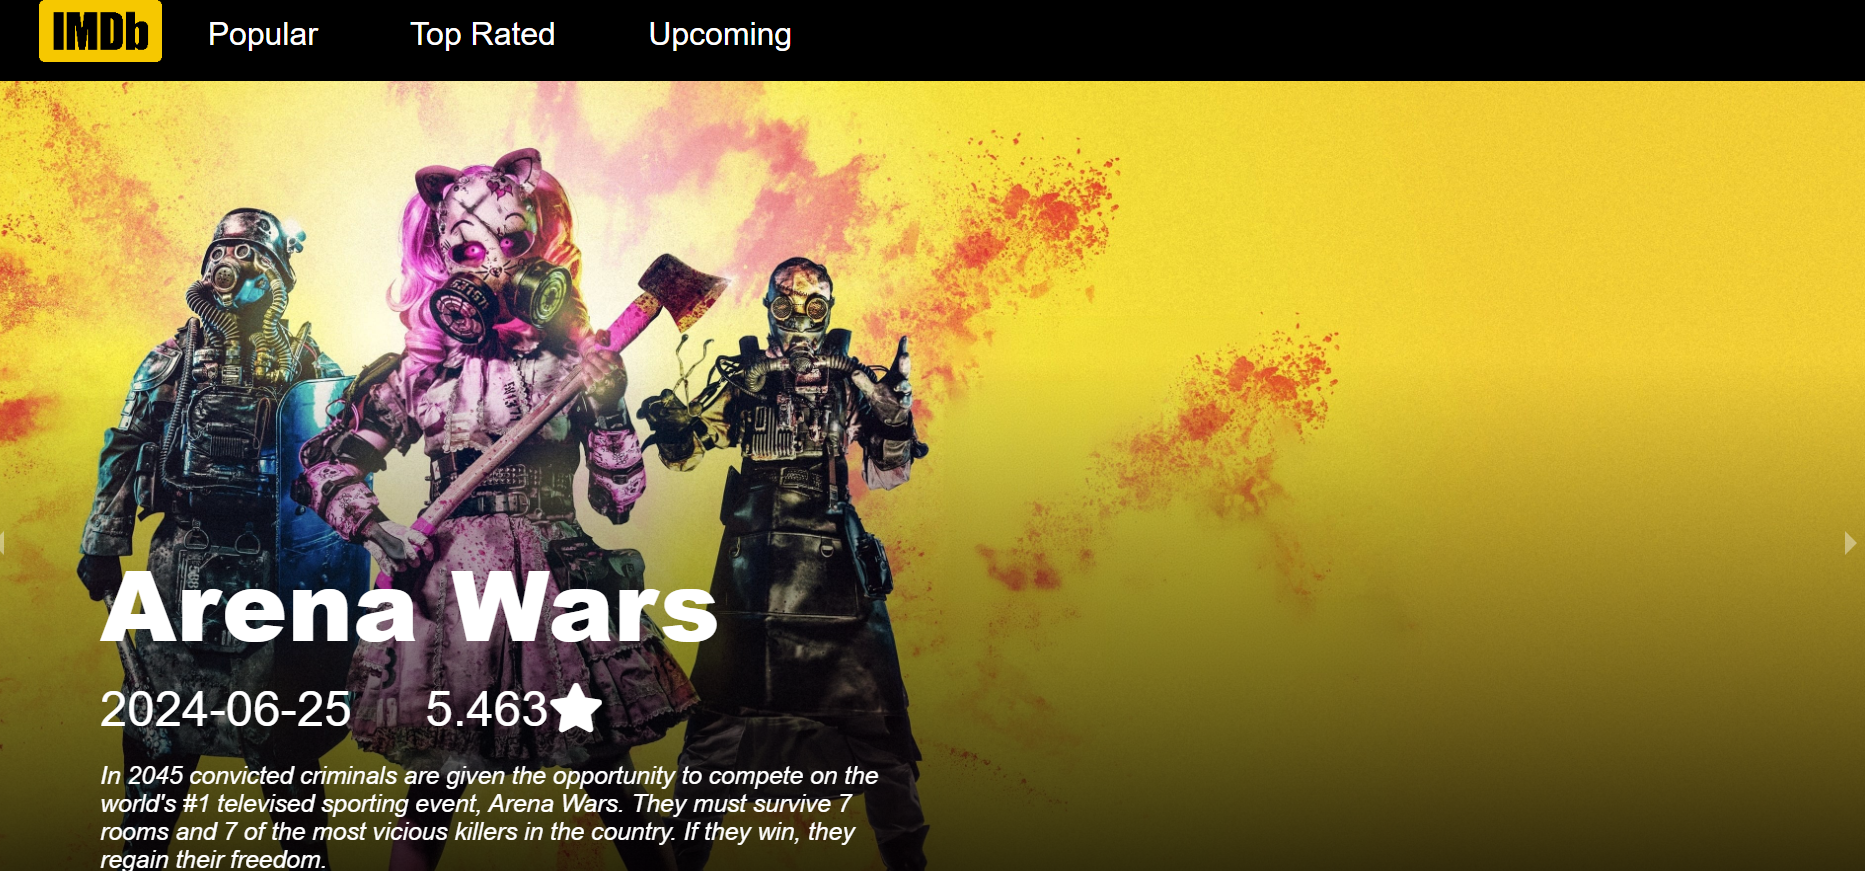 IMDb Popular Top Rated Upcoming
Arena Wars
2024-06-25 5.463
In 2045 convicted criminals are given the opportunity to compete on the
world's #1 televised sporting event, Arena Wars. They must survive 7
rooms and 7 of the most vicious killers in the country. If they win, they
regain their freedom.